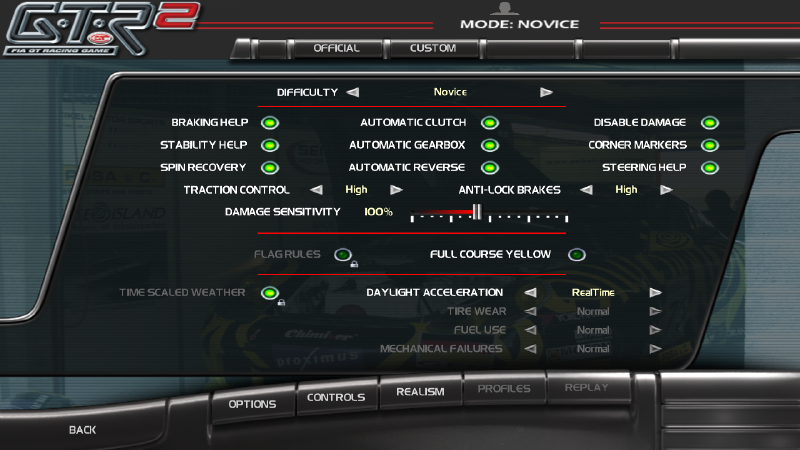 GTR2
FIA GT RACING GAME
MODE: NOVICE
OFFICIAL CUSTOM
DIFFICULTY Novice
BRAKING HELP AUTOMATIC CLUTCH DISABLE DAMAGE
STABILITY HELP AUTOMATIC GEARBOX CORNER MARKERS
SPIN RECOVERY AUTOMATIC REVERSE STEERING HELP
TRACTION CONTROL High ANTI-LOCK BRAKES High
DAMAGE SENSITIVITY 100%
FLAG RULES FULL COURSE YELLOW
TIME SCALED WEATHER DAYLIGHT ACCELERATION RealTime
TIRE WEAR Normal
FUEL USE Normal
MECHANICAL FAILURES Normal
proximus
BACK OPTIONS CONTROLS REALISM PROFILES REPLAY